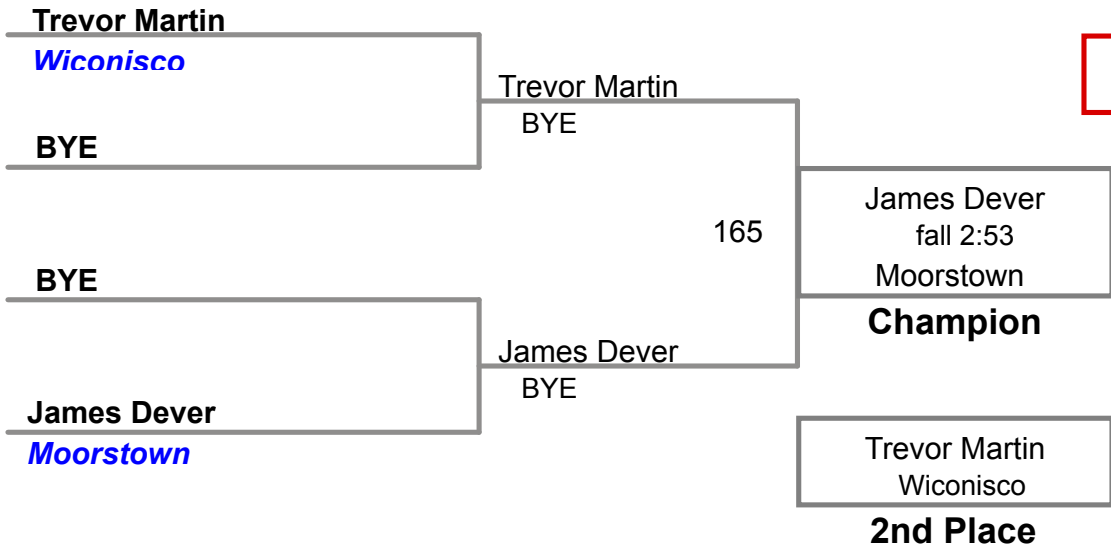 Trevor Martin
Wiconisco
BYE
Trevor Martin
BYE
BYE
James Dever
Moorstown
James Dever
BYE
165
James Dever
fall 2:53
Moorstown
Champion
Trevor Martin
Wiconisco
2nd Place